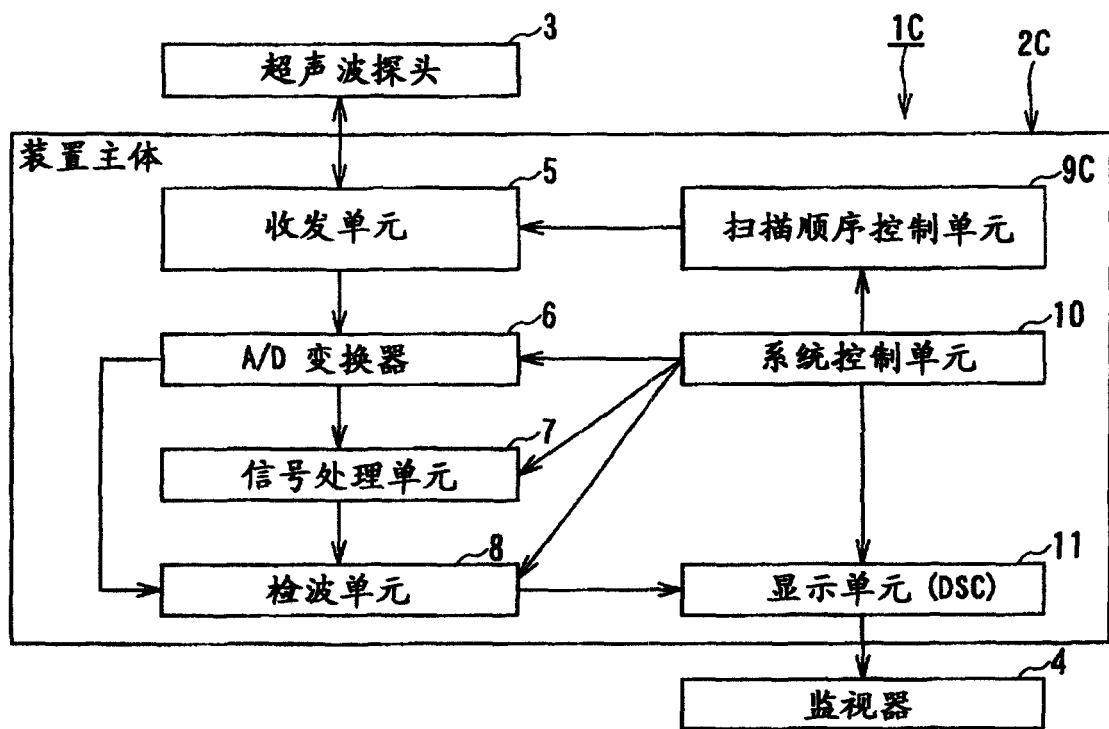 3
超声波探头
1C
2C
装置主体
5
收发单元
9C
扫描顺序控制单元
6
A/D 变换器
10
系统控制单元
7
信号处理单元
8
检波单元
11
显示单元(DSC)
4
监视器